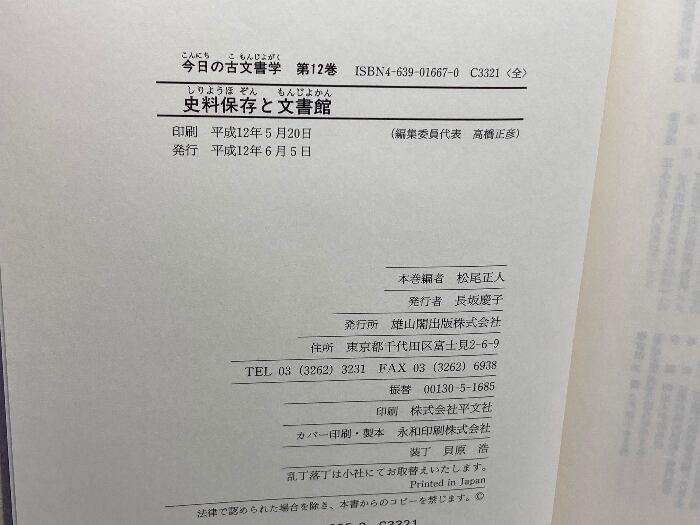 こんにち こもんじよがく
今日の古文書学 第12巻 ISBN4-639-01667-0 C3321〈全〉
しりようほぞん もんじよかん
史料保存と文書館
印刷 平成12年5月20日 (編集委員代表 高橋正彦)
発行 平成12年6月5日
本巻編者 松尾正人
発行者 長坂慶子
発行所 雄山閣出版株式会社
住所 東京都千代田区富士見2-6-9
TEL 03 (3262) 3231 FAX 03 (3262) 6938
振替 00130-5-1685
印刷 株式会社平文社
カバー印刷・製本 永和印刷株式会社
装丁 貝原 浩
乱丁落丁は小社にてお取替えいたします。
Printed in Japan
法律で認められた場合を除き、本書からのコピーを禁じます。©
C3321